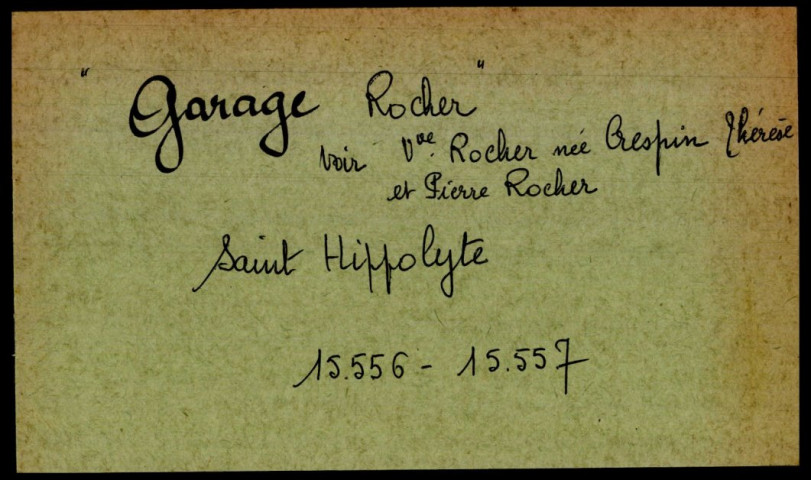 "Garage Rocher"
voir Vve. Rocher née Crespin Thérèse
et Pierre Rocher
Saint Hippolyte
15.556 - 15.557